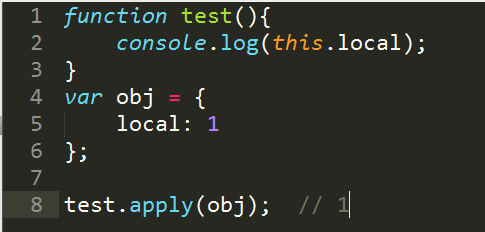 1 function test(){
2     console.log(this.local);
3 }
4 var obj = {
5     local: 1
6 };
7
8 test.apply(obj);  // 1